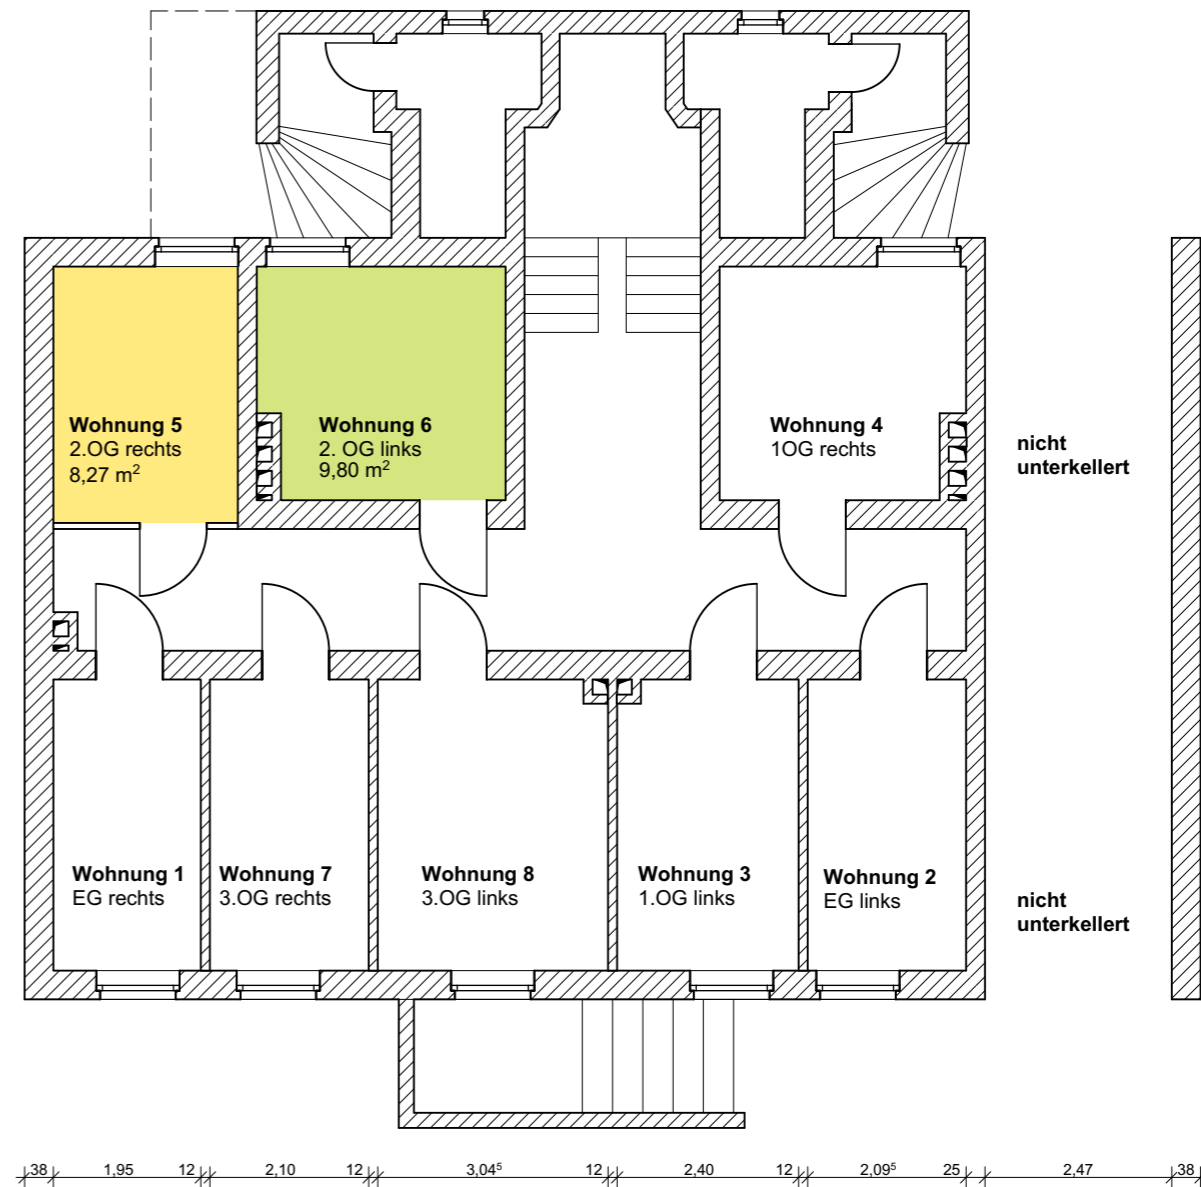 Wohnung 5
2.OG rechts
8,27 m²
Wohnung 6
2. OG links
9,80 m²
Wohnung 4
1OG rechts
nicht
unterkellert
Wohnung 1
EG rechts
Wohnung 7
3.OG rechts
Wohnung 8
3.OG links
Wohnung 3
1.OG links
Wohnung 2
EG links
nicht
unterkellert
38 1,95 12 2,10 12 3,04⁵ 12 2,40 12 2,09⁵ 25 2,47 38